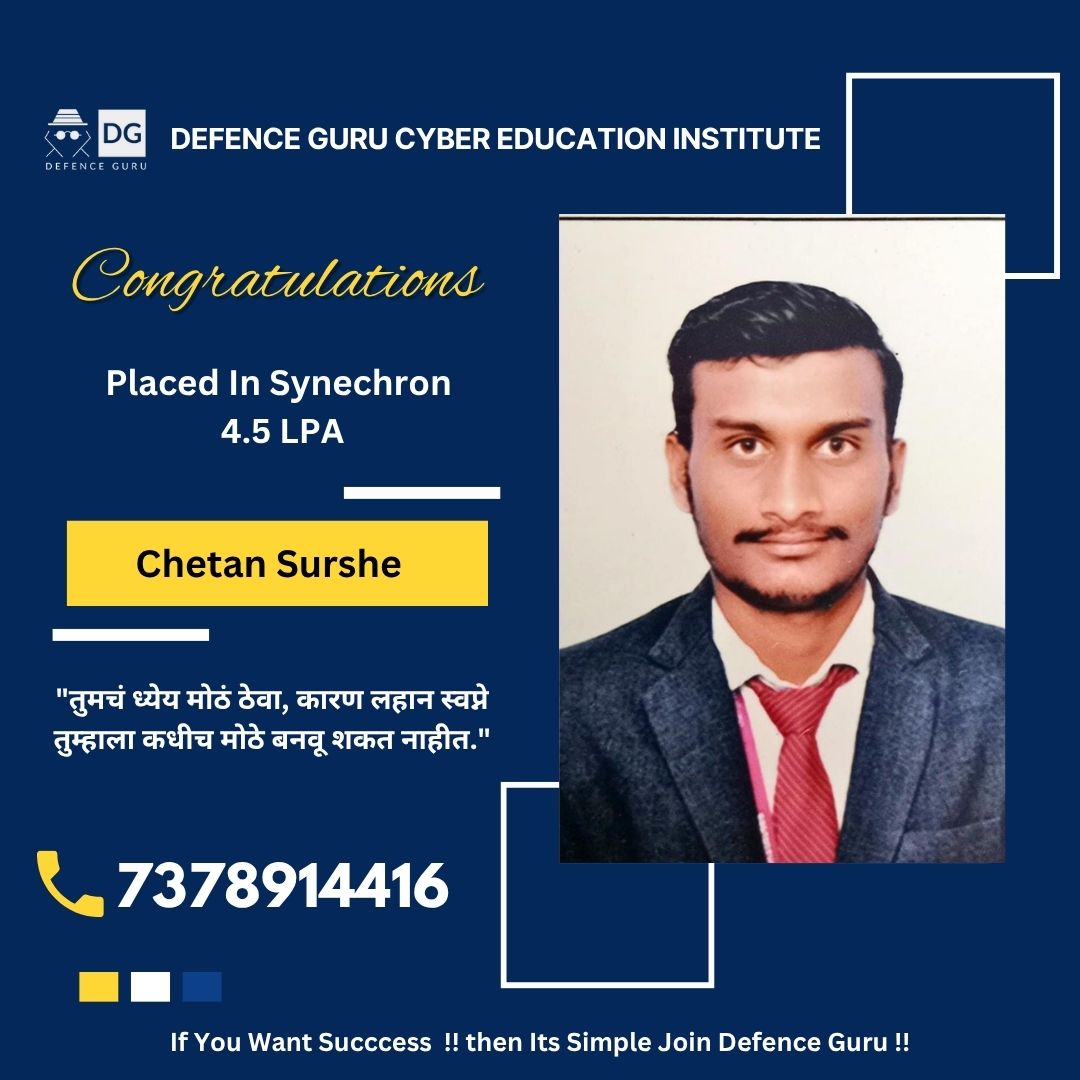 DG
DEFENCE GURU
DEFENCE GURU CYBER EDUCATION INSTITUTE
Congratulations
Placed In Synechron
4.5 LPA
Chetan Surshe
"तुमचं ध्येय मोठं ठेवा, कारण लहान स्वप्ने
तुम्हाला कधीच मोठे बनवू शकत नाहीत."
7378914416
If You Want Succcess !! then Its Simple Join Defence Guru !!